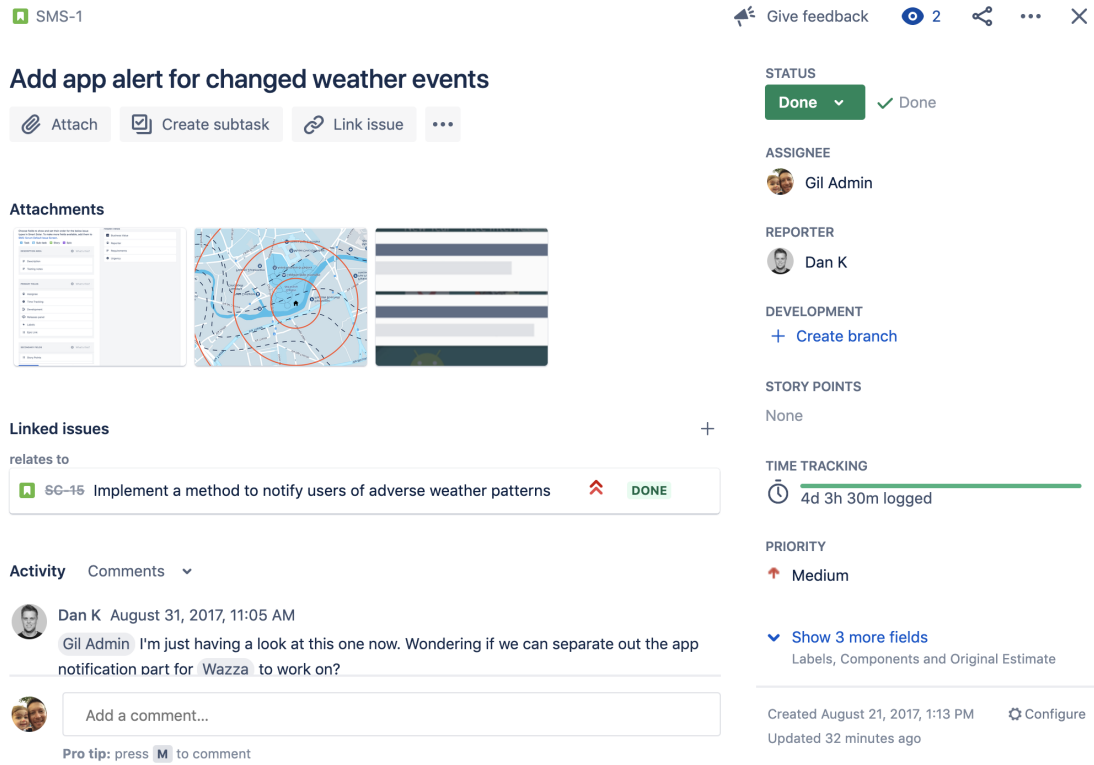 SMS-1
Give feedback
2
Add app alert for changed weather events
Attach
Create subtask
Link issue
Attachments
Linked issues
relates to
SC-15 Implement a method to notify users of adverse weather patterns DONE
Activity Comments
Dan K August 31, 2017, 11:05 AM
Gil Admin I'm just having a look at this one now. Wondering if we can separate out the app
notification part for Wazza to work on?
Add a comment...
Pro tip: press M to comment
STATUS
Done
Done
ASSIGNEE
Gil Admin
REPORTER
Dan K
DEVELOPMENT
Create branch
STORY POINTS
None
TIME TRACKING
4d 3h 30m logged
PRIORITY
Medium
Show 3 more fields
Labels, Components and Original Estimate
Created August 21, 2017, 1:13 PM
Configure
Updated 32 minutes ago